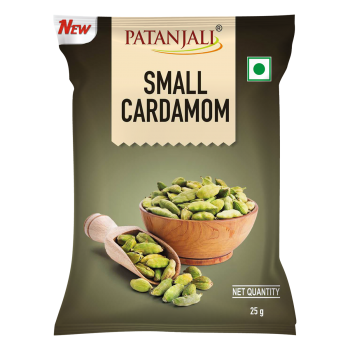 NEW
PATANJALI®
SMALL
CARDAMOM
NET QUANTITY
25 g